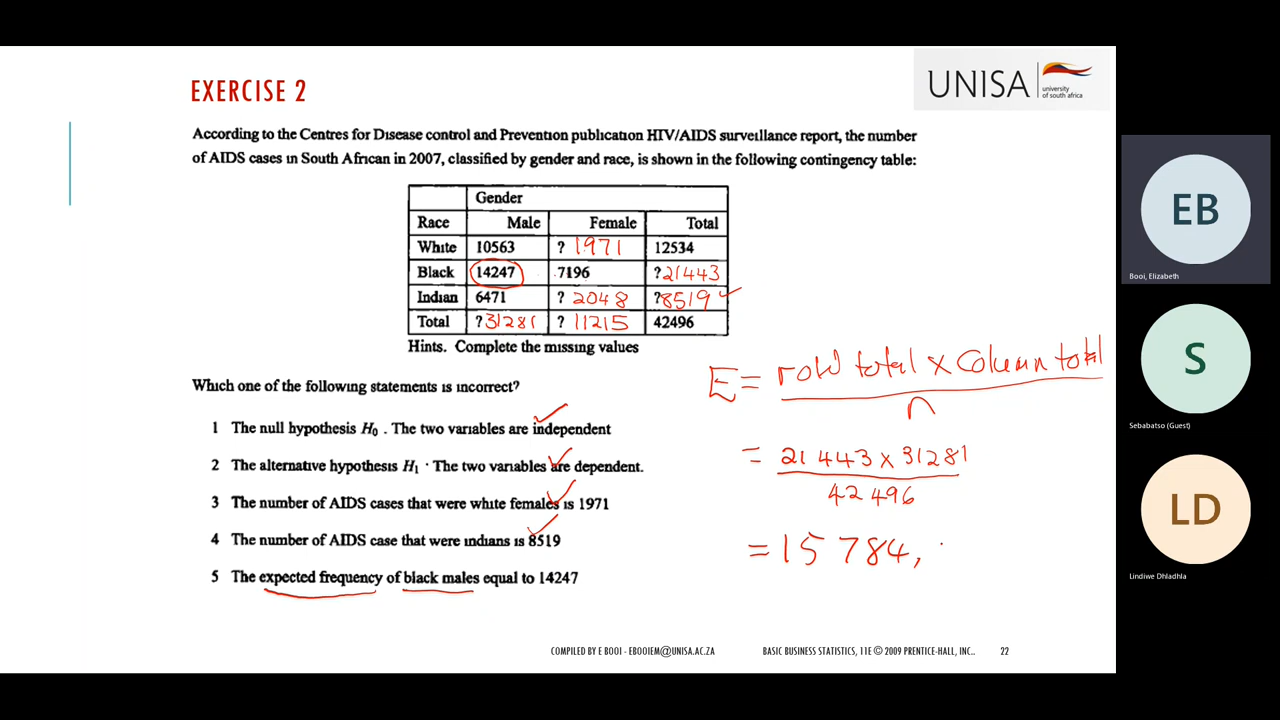 EXERCISE 2
UNISA
university
of south africa
According to the Centres for Disease control and Prevention publication HIV/AIDS surveillance report, the number
of AIDS cases in South African in 2007, classified by gender and race, is shown in the following contingency table:
Gender
Race Male Female Total
White 10563 ? 1971 12534
Black 14247 7196 ? 21443
Indian 6471 ? 2048 ? 8519
Total ? 31281 ? 11215 42496
Hints. Complete the missing values
E = row total x Column total
n
= 21 443 x 31281
42 496
= 15 784,
Which one of the following statements is incorrect?
1 The null hypothesis H₀ . The two variables are independent
2 The alternative hypothesis H₁ · The two variables are dependent.
3 The number of AIDS cases that were white females is 1971
4 The number of AIDS case that were indians is 8519
5 The expected frequency of black males equal to 14247
COMPILED BY E BOOI - EBOOIEM@UNISA.AC.ZA BASIC BUSINESS STATISTICS, 11E © 2009 PRENTICE-HALL, INC.. 22
EB
Booi, Elizabeth
S
Sebabatso (Guest)
LD
Lindiwe Dhladhla